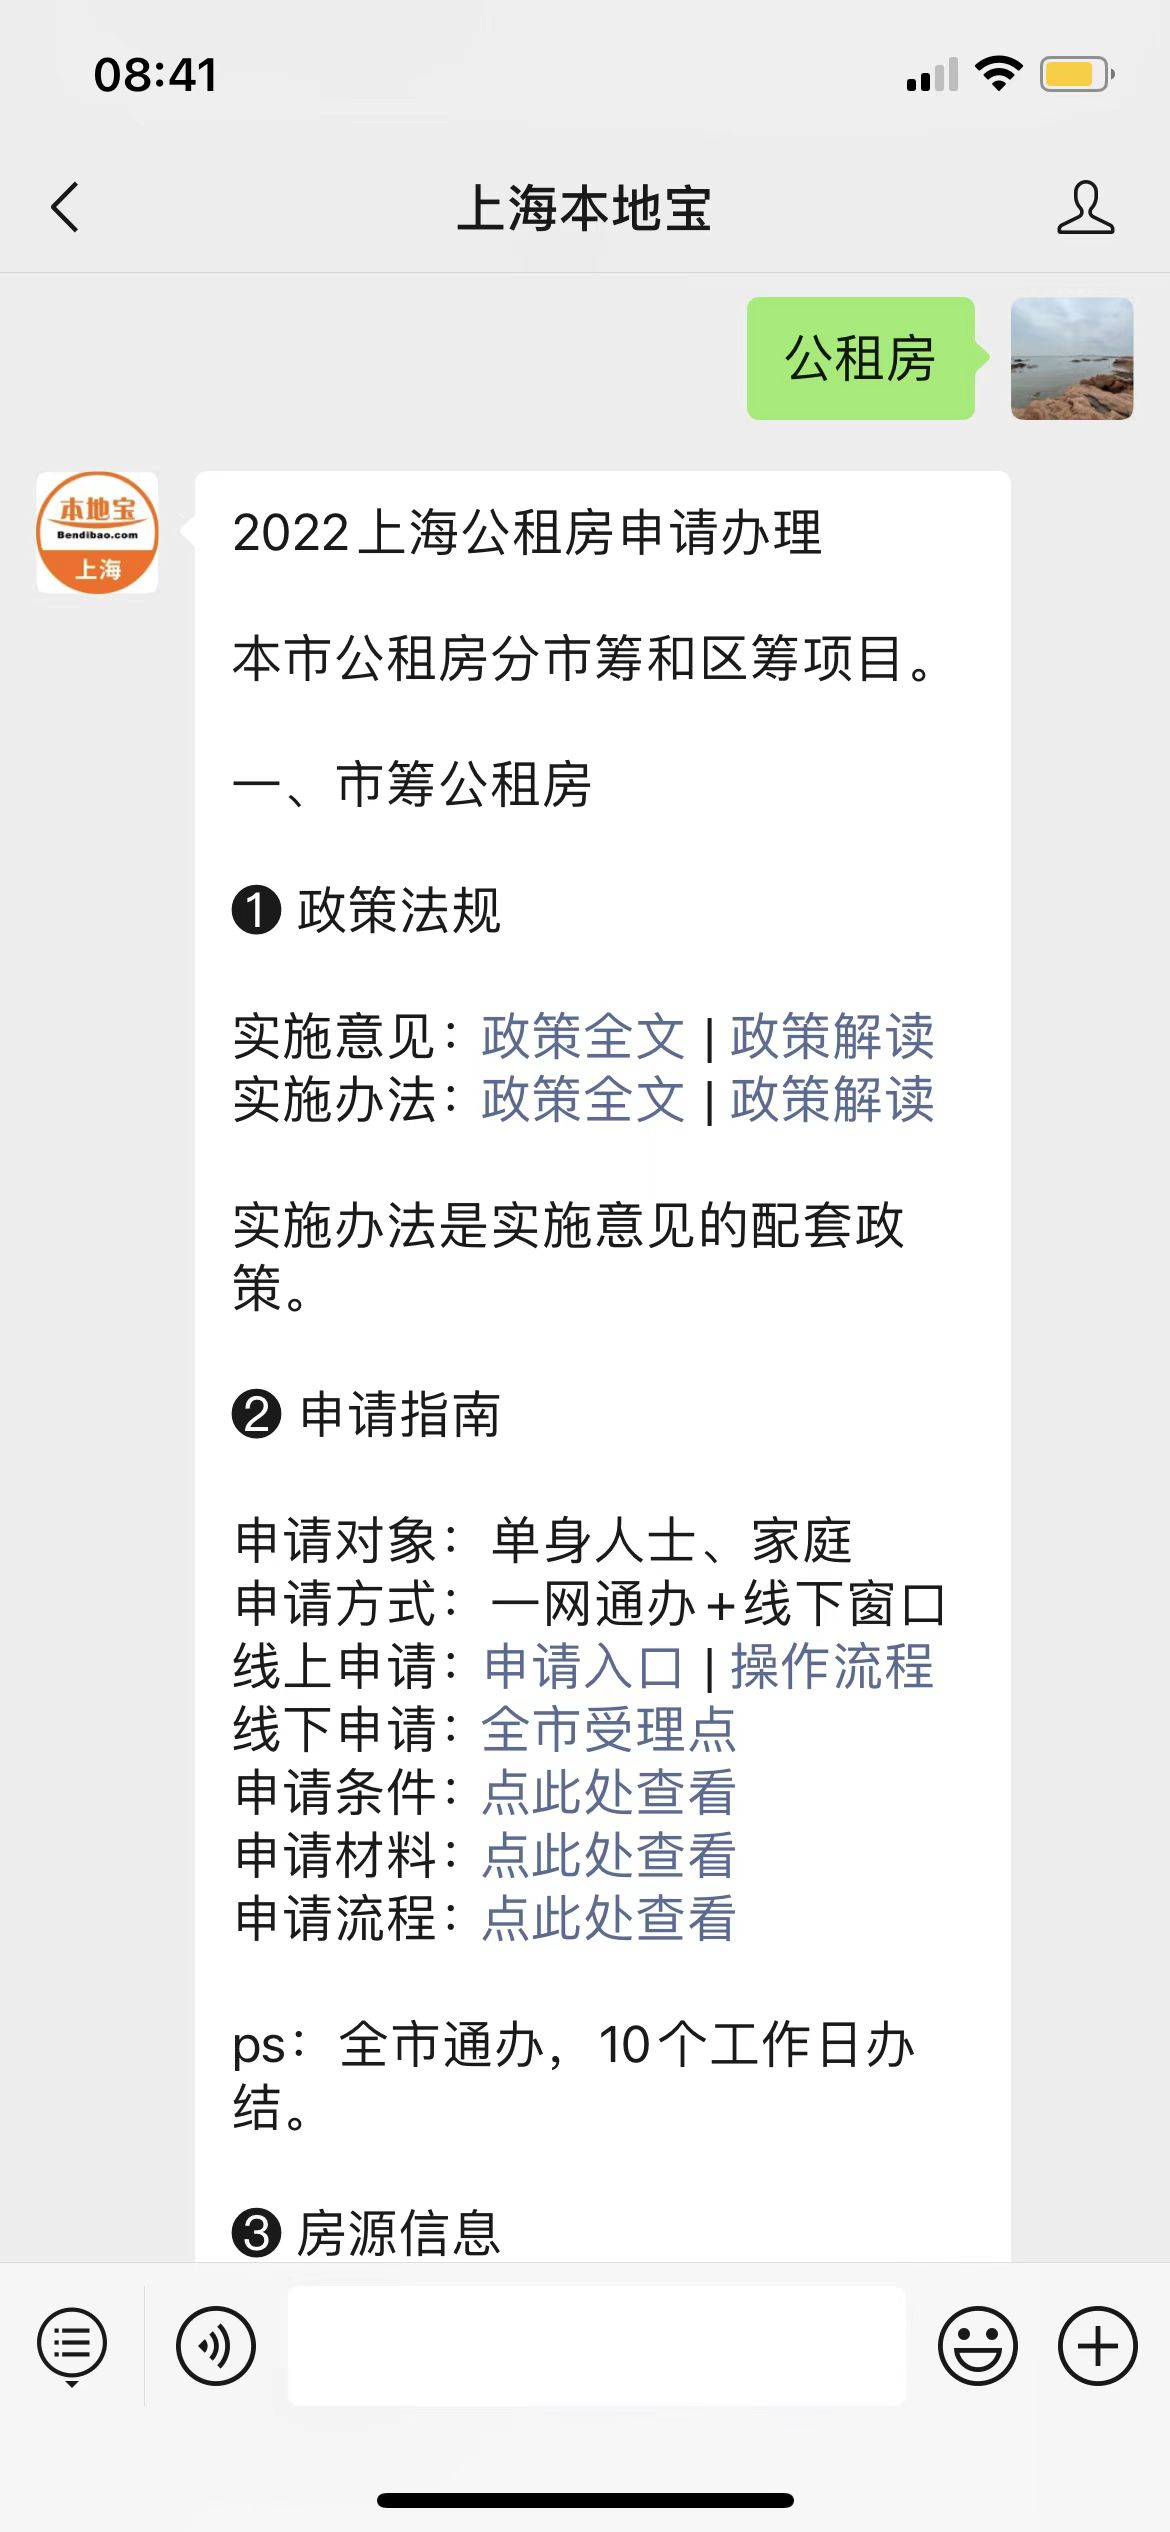 08:41
上海本地宝
公租房
本地宝
Bendibao.com
上海
2022上海公租房申请办理
本市公租房分市筹和区筹项目。
一、市筹公租房
❶ 政策法规
实施意见：政策全文 | 政策解读
实施办法：政策全文 | 政策解读
实施办法是实施意见的配套政
策。
❷ 申请指南
申请对象：单身人士、家庭
申请方式：一网通办+线下窗口
线上申请：申请入口 | 操作流程
线下申请：全市受理点
申请条件：点此处查看
申请材料：点此处查看
申请流程：点此处查看
ps：全市通办，10个工作日办
结。
❸ 房源信息